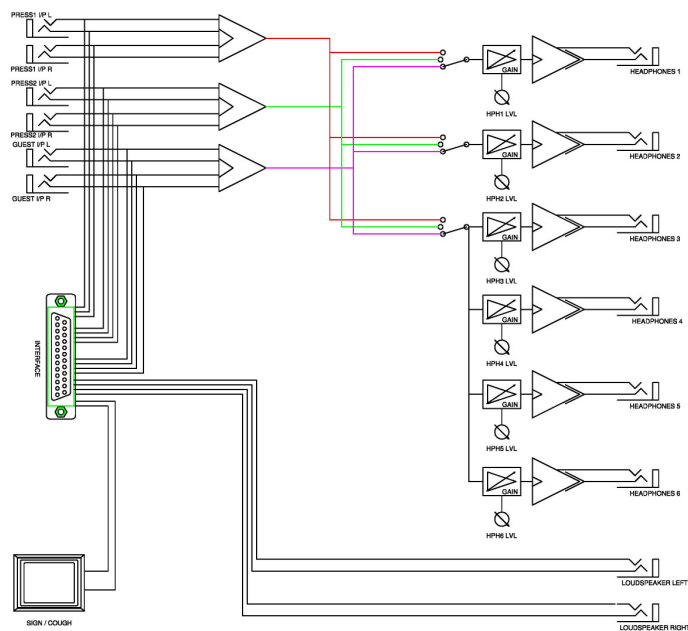 PRESS1 I/P L
PRESS1 I/P R
PRESS2 I/P L
PRESS2 I/P R
GUEST I/P L
GUEST I/P R
GAIN
HPH1 LVL
HEADPHONES 1
GAIN
HPH2 LVL
HEADPHONES 2
GAIN
HPH3 LVL
HEADPHONES 3
GAIN
HPH4 LVL
HEADPHONES 4
GAIN
HPH5 LVL
HEADPHONES 5
GAIN
HPH6 LVL
HEADPHONES 6
INTERFACE
LOUDSPEAKER LEFT
LOUDSPEAKER RIGHT
SIGN / COUGH